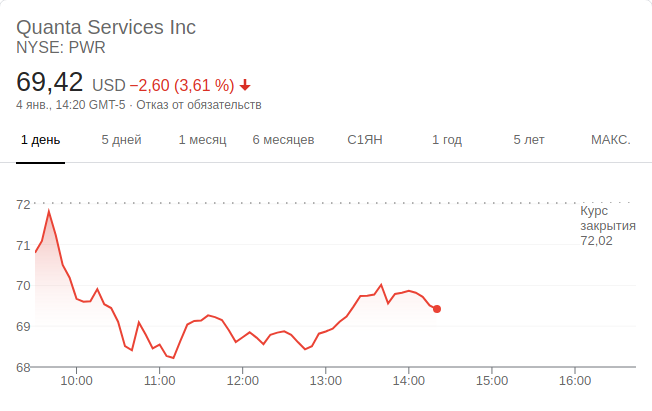 Quanta Services Inc
NYSE: PWR
69,42 USD −2,60 (3,61 %)
4 янв., 14:20 GMT-5 · Отказ от обязательств
1 день 5 дней 1 месяц 6 месяцев С1ЯН 1 год 5 лет МАКС.
72
Курс
закрытия
72,02
71
70
69
68
10:00 11:00 12:00 13:00 14:00 15:00 16:00